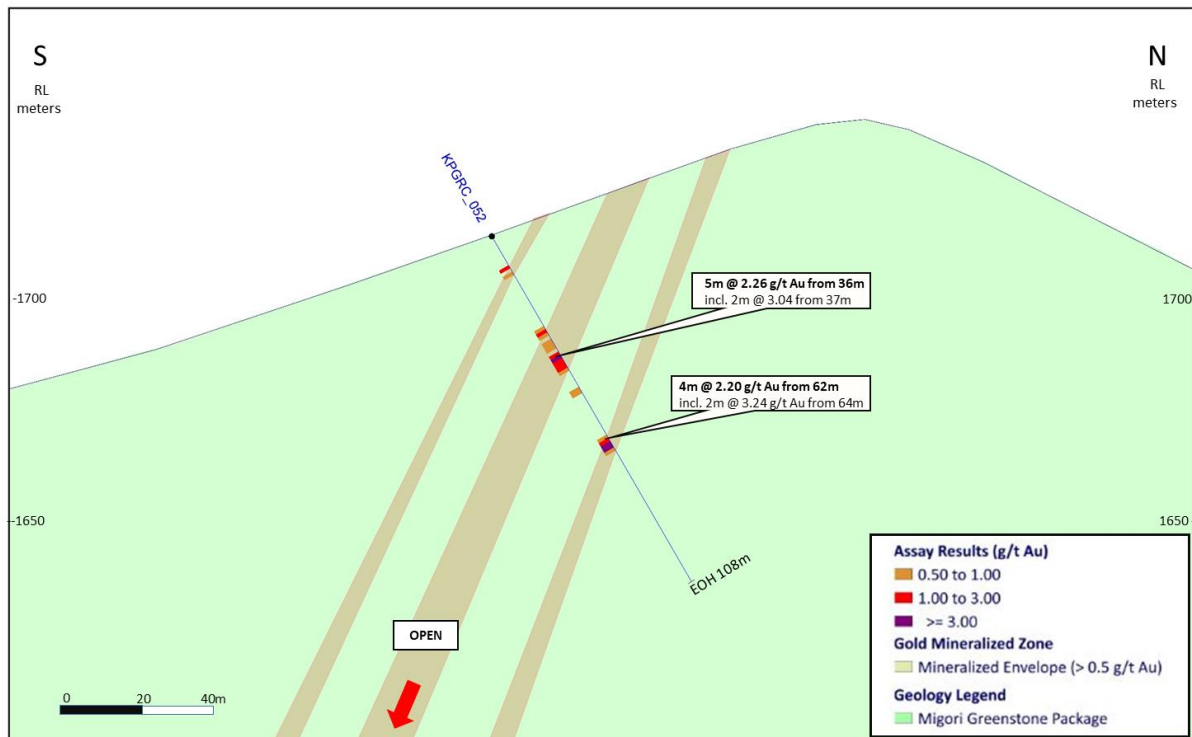 S
RL
meters
N
RL
meters
KPGRC_052
-1700
1700
5m @ 2.26 g/t Au from 36m
incl. 2m @ 3.04 from 37m
4m @ 2.20 g/t Au from 62m
incl. 2m @ 3.24 g/t Au from 64m
-1650
1650
EOH 108m
OPEN
0 20 40m
Assay Results (g/t Au)
0.50 to 1.00
1.00 to 3.00
>= 3.00
Gold Mineralized Zone
Mineralized Envelope (> 0.5 g/t Au)
Geology Legend
Migori Greenstone Package